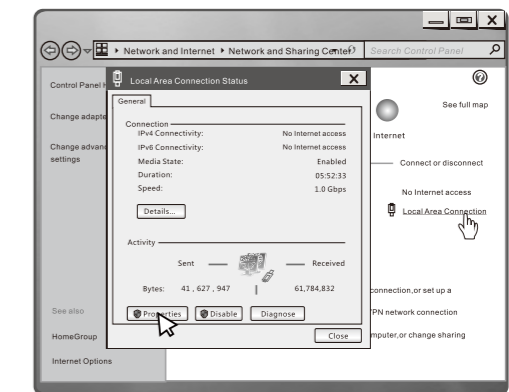 Network and Internet
Network and Sharing Center
Search Control Panel
Control Panel H
Change adapte
Change advan
settings
See also
HomeGroup
Internet Options
Local Area Connection Status
X
General
Connection
IPv4 Connectivity: No Internet access
IPv6 Connectivity: No Internet access
Media State: Enabled
Duration: 05:52:33
Speed: 1.0 Gbps
Details...
Activity
Sent Received
Bytes: 41 , 627 , 947 61,784,832
Properties Disable Diagnose
Close
X
?
See full map
Internet
Connect or disconnect
No Internet access
Local Area Connection
connection,or set up a
PN network connection
mputer,or change sharing